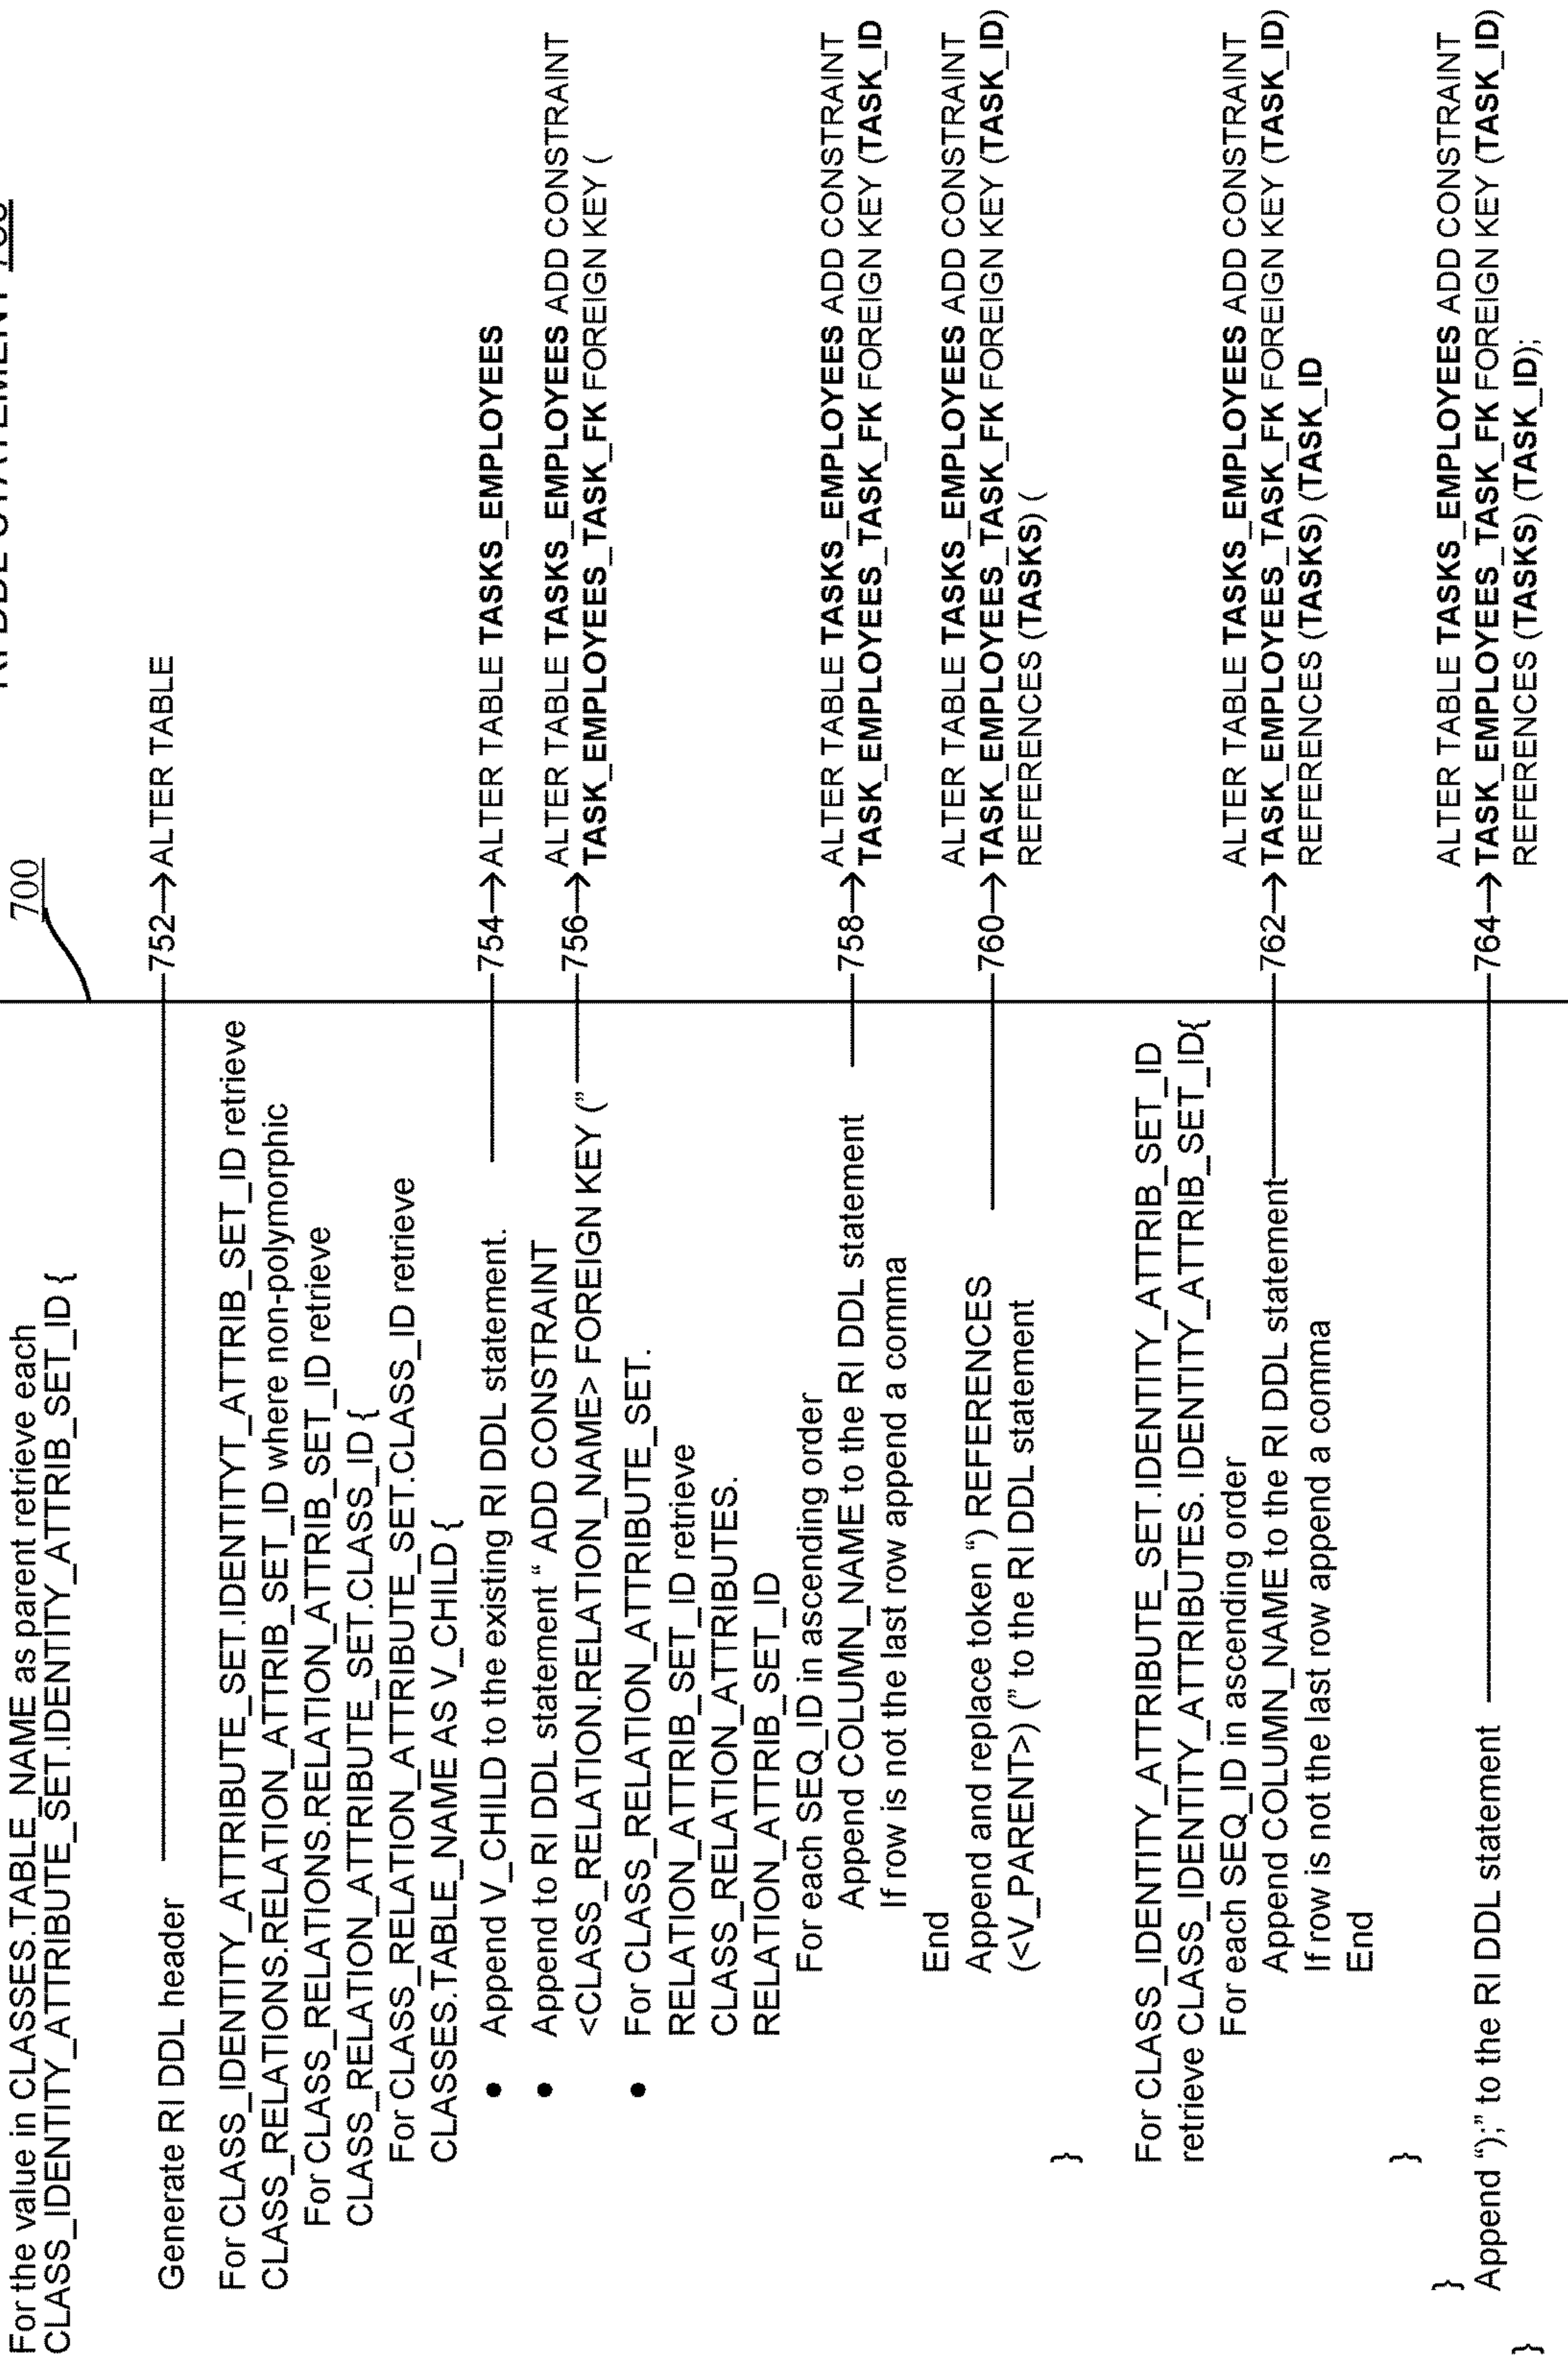 RI DDL STATEMENT
700
For the value in CLASSES.TABLE_NAME as parent retrieve each
CLASS_IDENTITY_ATTRIBUTE_SET.IDENTITY_ATTRIB_SET_ID {
Generate RI DDL header
752
ALTER TABLE
For CLASS_IDENTITY_ATTRIBUTE_SET.IDENTITYT_ATTRIB_SET_ID retrieve
CLASS_RELATIONS.RELATION_ATTRIB_SET_ID where non-polymorphic
For CLASS_RELATIONS.RELATION_ATTRIB_SET_ID retrieve
CLASS_RELATION_ATTRIBUTE_SET.CLASS_ID {
For CLASS_RELATION_ATTRIBUTE_SET.CLASS_ID retrieve
CLASSES.TABLE_NAME AS V_CHILD {
• Append V_CHILD to the existing RI DDL statement.
754
ALTER TABLE TASKS_EMPLOYEES
• Append to RI DDL statement “ ADD CONSTRAINT
<CLASS_RELATION.RELATION_NAME> FOREIGN KEY (”
756
ALTER TABLE TASKS_EMPLOYEES ADD CONSTRAINT
TASK_EMPLOYEES_TASK_FK FOREIGN KEY (
• For CLASS_RELATION_ATTRIBUTE_SET.
RELATION_ATTRIB_SET_ID retrieve
CLASS_RELATION_ATTRIBUTES.
RELATION_ATTRIB_SET_ID
For each SEQ_ID in ascending order
Append COLUMN_NAME to the RI DDL statement
If row is not the last row append a comma
End
758
ALTER TABLE TASKS_EMPLOYEES ADD CONSTRAINT
TASK_EMPLOYEES_TASK_FK FOREIGN KEY (TASK_ID
Append and replace token “) REFERENCES
(<V_PARENT>) (” to the RI DDL statement
760
ALTER TABLE TASKS_EMPLOYEES ADD CONSTRAINT
TASK_EMPLOYEES_TASK_FK FOREIGN KEY (TASK_ID)
REFERENCES (TASKS) (
}
For CLASS_IDENTITY_ATTRIBUTE_SET.IDENTITY_ATTRIB_SET_ID
retrieve CLASS_IDENTITY_ATTRIBUTES. IDENTITY_ATTRIB_SET_ID{
For each SEQ_ID in ascending order
Append COLUMN_NAME to the RI DDL statement
If row is not the last row append a comma
End
762
ALTER TABLE TASKS_EMPLOYEES ADD CONSTRAINT
TASK_EMPLOYEES_TASK_FK FOREIGN KEY (TASK_ID)
REFERENCES (TASKS) (TASK_ID
}
}
Append “);” to the RI DDL statement
764
ALTER TABLE TASKS_EMPLOYEES ADD CONSTRAINT
TASK_EMPLOYEES_TASK_FK FOREIGN KEY (TASK_ID)
REFERENCES (TASKS) (TASK_ID);
}